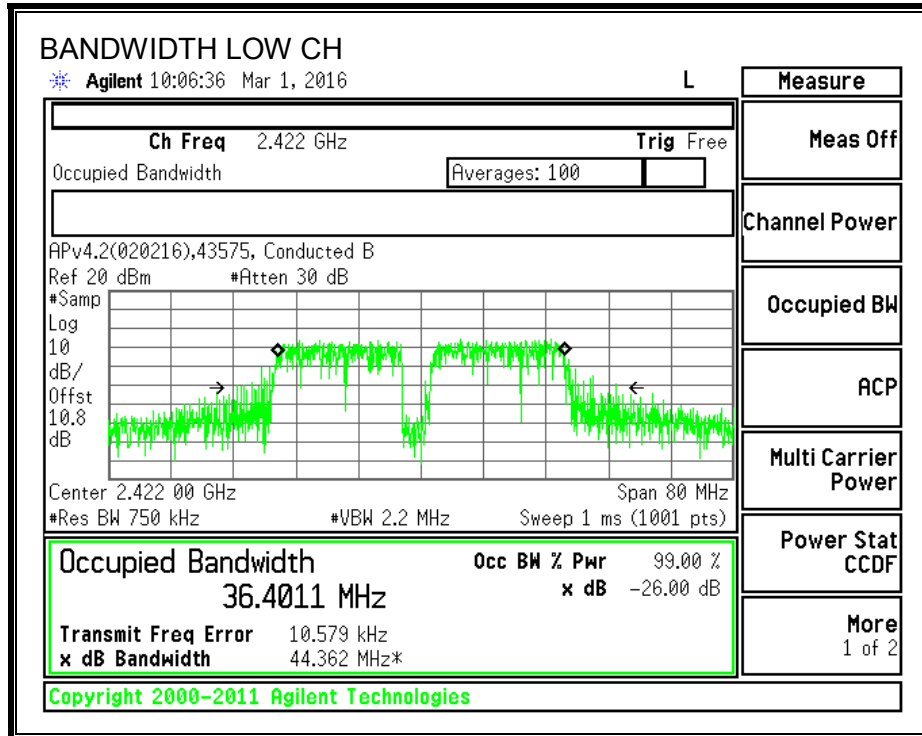 BANDWIDTH LOW CH
Agilent 10:06:36 Mar 1, 2016 L
Measure
Ch Freq 2.422 GHz Trig Free
Meas Off
Occupied Bandwidth Averages: 100
Channel Power
APv4.2(020216),43575, Conducted B
Ref 20 dBm #Atten 30 dB
#Samp
Log
10
dB/
Offst
10.8
dB
Occupied BW
ACP
Multi Carrier
Power
Center 2.422 00 GHz Span 80 MHz
#Res BW 750 kHz #VBW 2.2 MHz Sweep 1 ms (1001 pts)
Power Stat
CCDF
Occupied Bandwidth Occ BW % Pwr 99.00 %
36.4011 MHz x dB -26.00 dB
Transmit Freq Error 10.579 kHz
x dB Bandwidth 44.362 MHz*
More
1 of 2
Copyright 2000-2011 Agilent Technologies